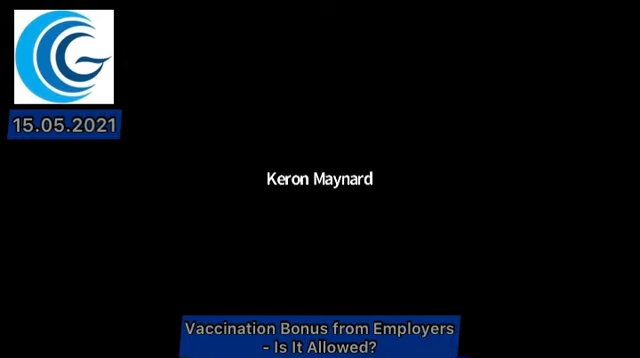 15.05.2021
Keron Maynard
Vaccination Bonus from Employers
- Is It Allowed?